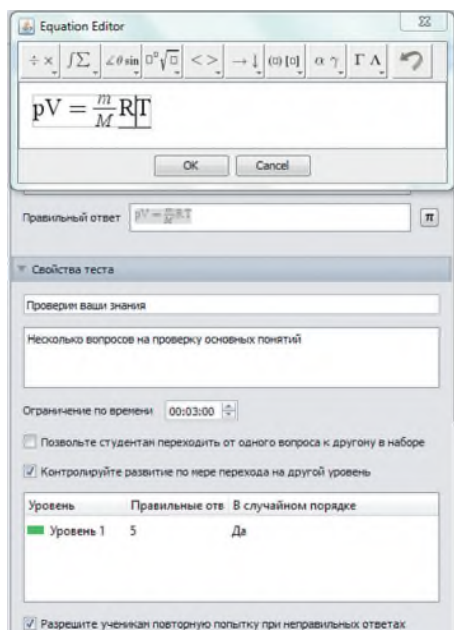 Equation Editor
÷ × ∫Σ ∠θ sin □°√□ < > → ↓ (□) [□] α γ Γ Λ
pV = m/M RT
OK Cancel
Правильный ответ pV = m/M RT π
Свойства теста
Проверим ваши знания
Несколько вопросов на проверку основных понятий
Ограничение по времени 00:03:00
Позвольте студентам переходить от одного вопроса к другому в наборе
Контролируйте развитие по мере перехода на другой уровень
Уровень Правильные отв В случайном порядке
Уровень 1 5 Да
Разрешите ученикам повторную попытку при неправильных ответах